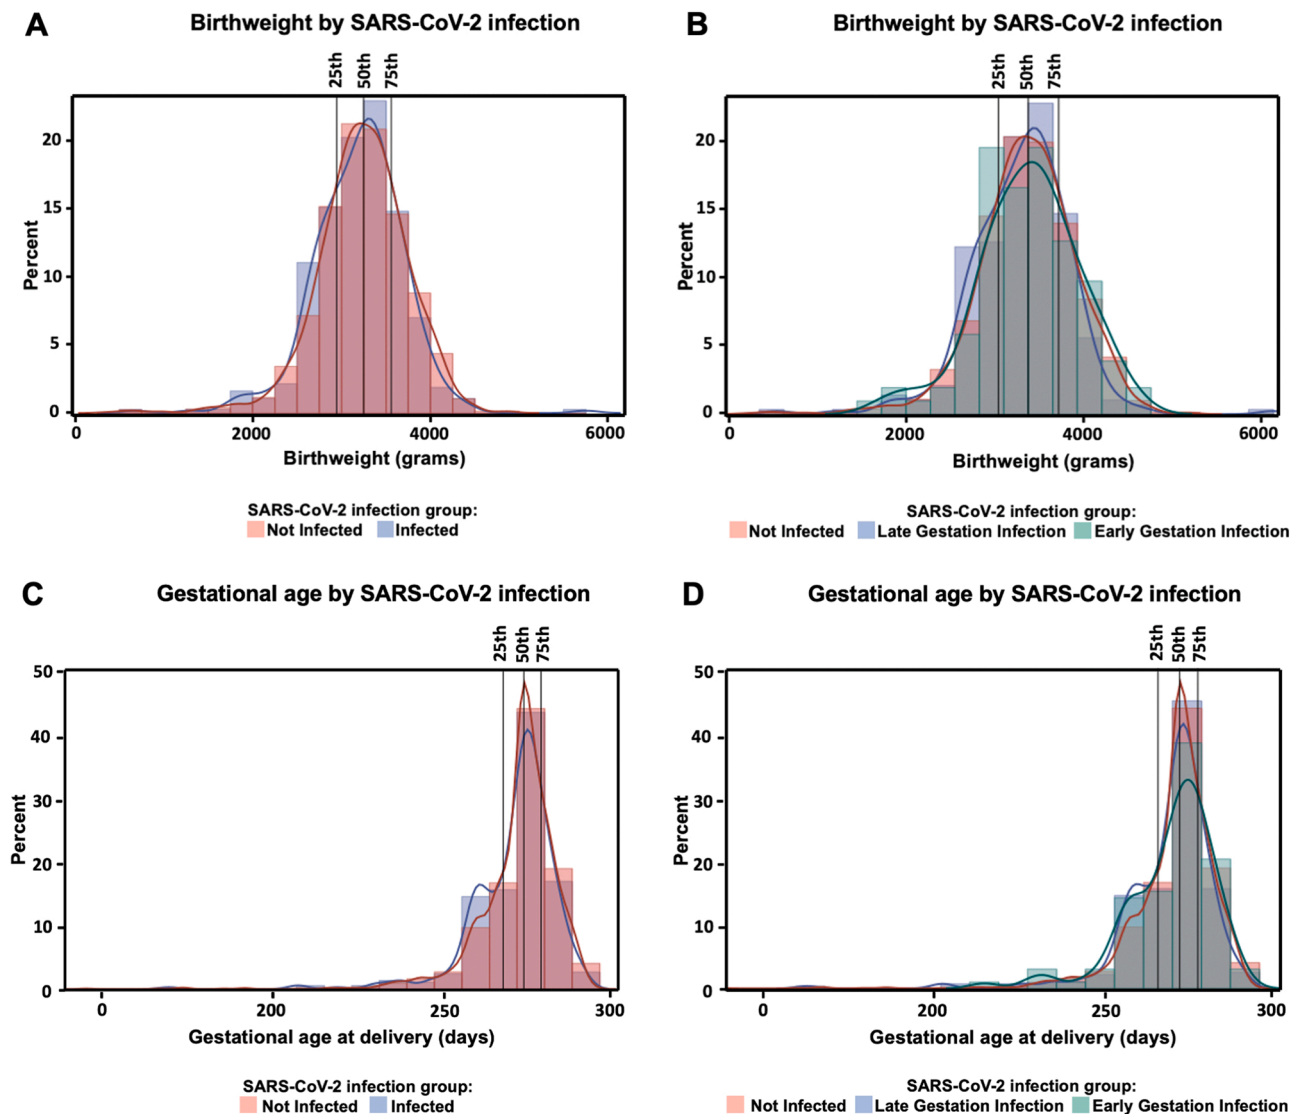 A
Birthweight by SARS-CoV-2 infection
25th
50th
75th
Percent
20
15
10
5
0
0 2000 4000 6000
Birthweight (grams)
SARS-CoV-2 infection group:
Not Infected Infected
B
Birthweight by SARS-CoV-2 infection
25th
50th
75th
Percent
20
15
10
5
0
0 2000 4000 6000
Birthweight (grams)
SARS-CoV-2 infection group:
Not Infected Late Gestation Infection Early Gestation Infection
C
Gestational age by SARS-CoV-2 infection
25th
50th
75th
Percent
50
40
30
20
10
0
0 200 250 300
Gestational age at delivery (days)
SARS-CoV-2 infection group:
Not Infected Infected
D
Gestational age by SARS-CoV-2 infection
25th
50th
75th
Percent
50
40
30
20
10
0
0 200 250 300
Gestational age at delivery (days)
SARS-CoV-2 infection group:
Not Infected Late Gestation Infection Early Gestation Infection